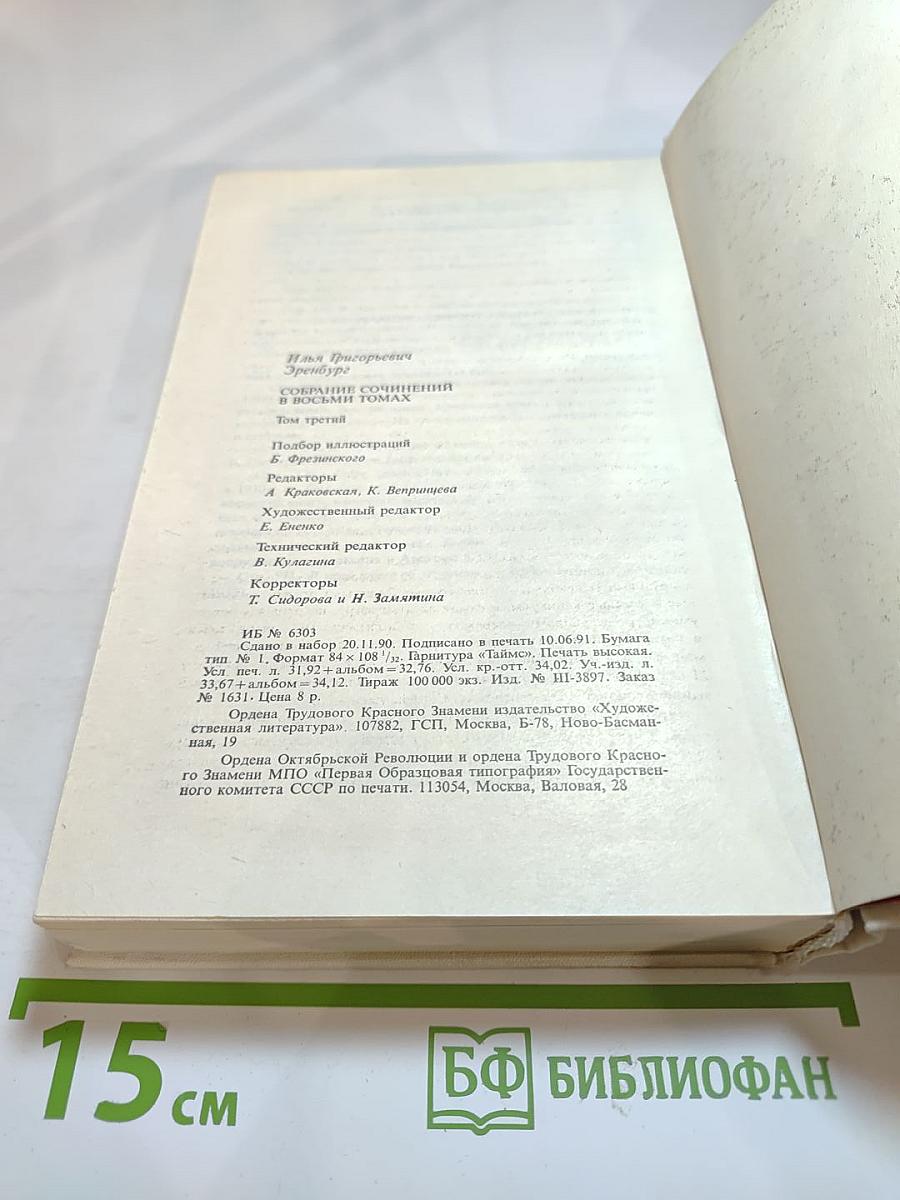 Илья Григорьевич
Эренбург
СОБРАНИЕ СОЧИНЕНИЙ
В ВОСЬМИ ТОМАХ
Том третий
Подбор иллюстраций
Б. Фрезинского
Редакторы
А Краковская, К. Вепринцева
Художественный редактор
Е. Ененко
Технический редактор
В. Кулагина
Корректоры
Т. Сидорова и Н. Замятина
ИБ № 6303
Сдано в набор 20.11.90. Подписано в печать 10.06.91. Бумага
тип № 1. Формат 84×108 1/32. Гарнитура «Таймс». Печать высокая.
Усл печ. л. 31,92+альбом=32,76. Усл. кр.-отт. 34,02. Уч.-изд. л.
33,67+альбом=34,12. Тираж 100 000 экз. Изд. № III-3897. Заказ
№ 1631. Цена 8 р.
Ордена Трудового Красного Знамени издательство «Художе-
ственная литература». 107882, ГСП, Москва, Б-78, Ново-Басман-
ная, 19
Ордена Октябрьской Революции и ордена Трудового Красно-
го Знамени МПО «Первая Образцовая типография» Государствен-
ного комитета СССР по печати. 113054, Москва, Валовая, 28
15 см
БФ БИБЛИОФАН